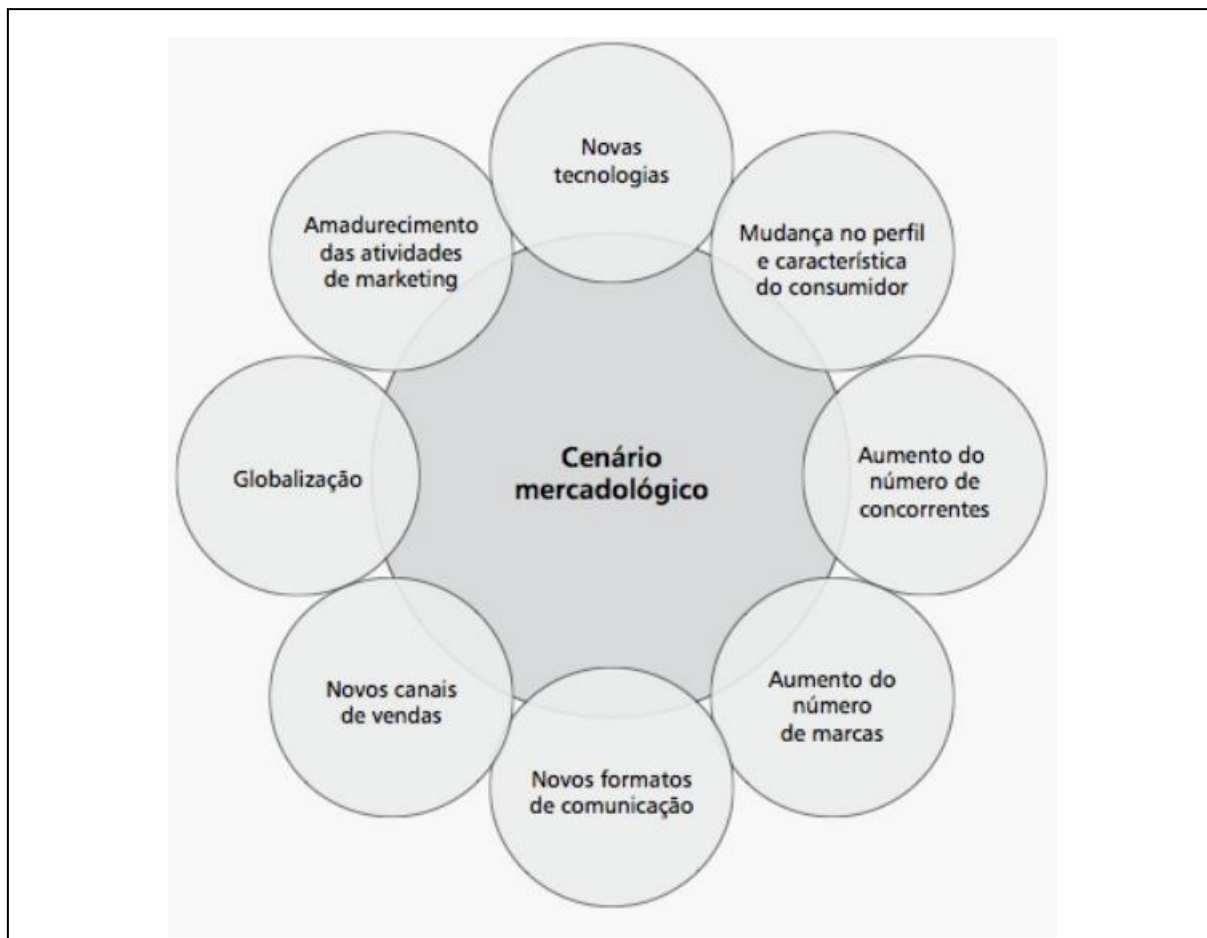 Novas
tecnologias
Mudança no perfil
e característica
do consumidor
Aumento do
número de
concorrentes
Aumento do
número
de marcas
Novos formatos
de comunicação
Novos canais
de vendas
Globalização
Amadurecimento
das atividades
de marketing
Cenário
mercadológico